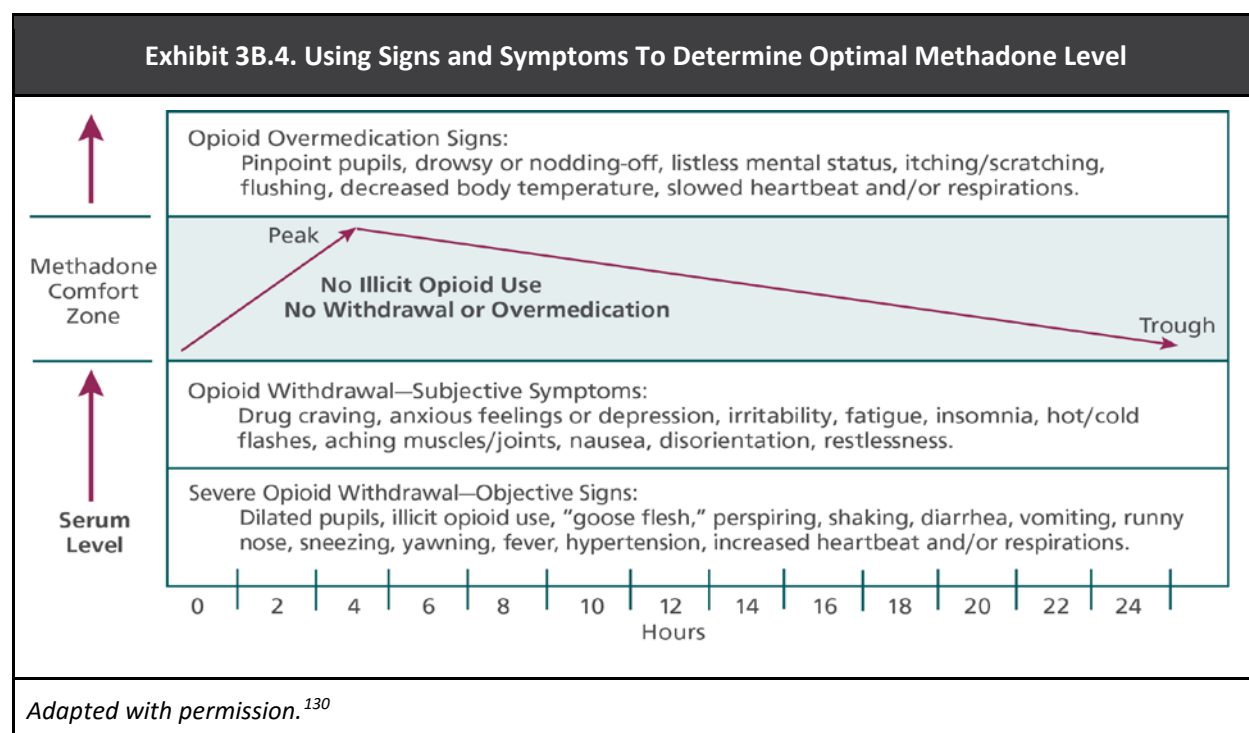 Exhibit 3B.4. Using Signs and Symptoms To Determine Optimal Methadone Level
Opioid Overmedication Signs:
Pinpoint pupils, drowsy or nodding-off, listless mental status, itching/scratching,
flushing, decreased body temperature, slowed heartbeat and/or respirations.
Methadone
Comfort
Zone
Peak
No Illicit Opioid Use
No Withdrawal or Overmedication
Trough
Opioid Withdrawal—Subjective Symptoms:
Drug craving, anxious feelings or depression, irritability, fatigue, insomnia, hot/cold
flashes, aching muscles/joints, nausea, disorientation, restlessness.
Serum
Level
Severe Opioid Withdrawal—Objective Signs:
Dilated pupils, illicit opioid use, “goose flesh,” perspiring, shaking, diarrhea, vomiting, runny
nose, sneezing, yawning, fever, hypertension, increased heartbeat and/or respirations.
0 2 4 6 8 10 12 14 16 18 20 22 24
Hours
Adapted with permission.130